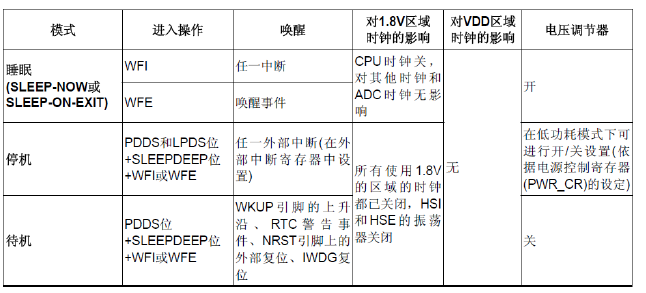 模式
进入操作
唤醒
对1.8V区域
时钟的影响
对VDD区域
时钟的影响
电压调节器
睡眠
(SLEEP-NOW或
SLEEP-ON-EXIT)
WFI
任一中断
CPU时钟关，
对其他时钟和
ADC时钟无影
响
无
开
WFE
唤醒事件
停机
PDDS和LPDS位
+SLEEPDEEP位
+WFI或WFE
任一外部中断(在外
部中断寄存器中设
置)
所有使用1.8V
的区域的时钟
都已关闭，HSI
和HSE的振荡
器关闭
在低功耗模式下可
进行开/关设置(依
据电源控制寄存器
(PWR_CR)的设定)
待机
PDDS位
+SLEEPDEEP位
+WFI或WFE
WKUP引脚的上升
沿、RTC警告事
件、NRST引脚上的
外部复位、IWDG复
位
关